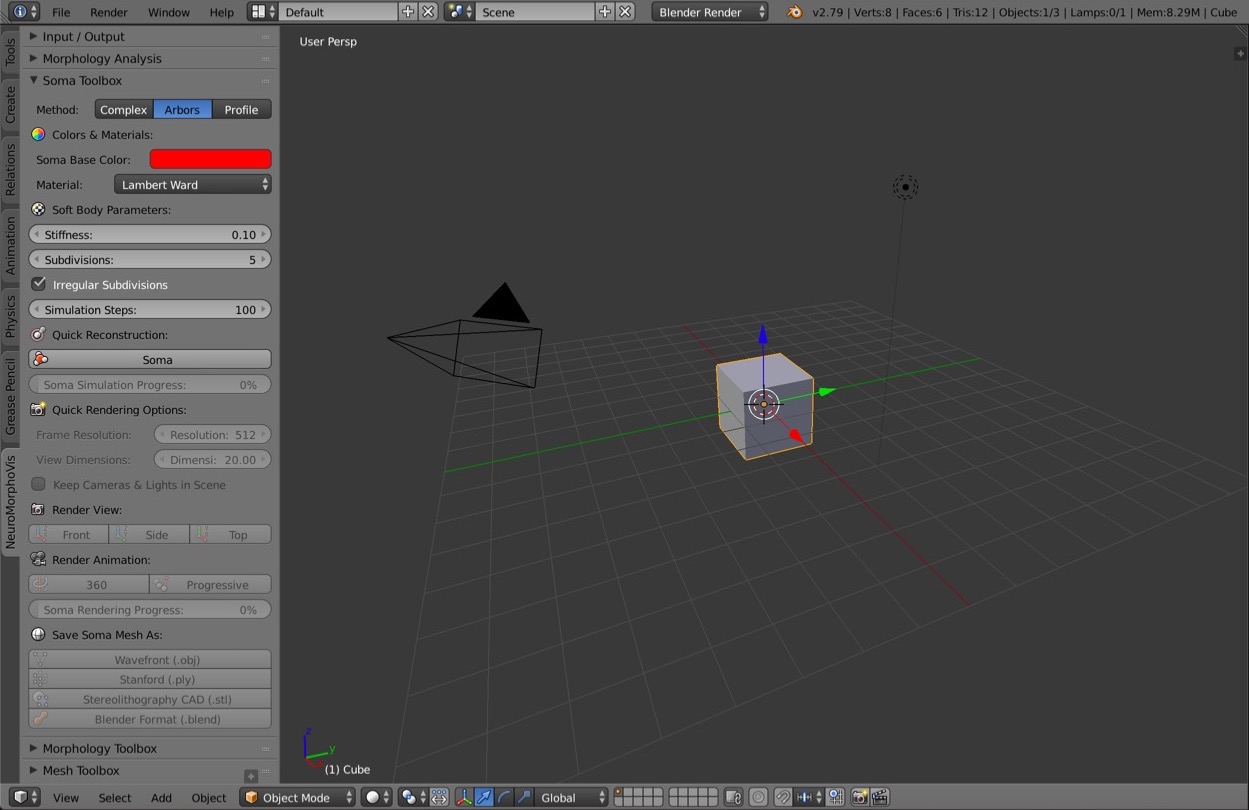 File Render Window Help Default Scene Blender Render v2.79 | Verts:8 | Faces:6 | Tris:12 | Objects:1/3 | Lamps:0/1 | Mem:8.29M | Cube
Tools
Create
Relations
Animation
Physics
Grease Pencil
NeuroMorphoVis
Input / Output
Morphology Analysis
Soma Toolbox
Method: Complex Arbors Profile
Colors & Materials:
Soma Base Color:
Material: Lambert Ward
Soft Body Parameters:
Stiffness: 0.10
Subdivisions: 5
Irregular Subdivisions
Simulation Steps: 100
Quick Reconstruction:
Soma
Soma Simulation Progress: 0%
Quick Rendering Options:
Frame Resolution: Resolution: 512
View Dimensions: Dimensi: 20.00
Keep Cameras & Lights in Scene
Render View:
Front Side Top
Render Animation:
360 Progressive
Soma Rendering Progress: 0%
Save Soma Mesh As:
Wavefront (.obj)
Stanford (.ply)
Stereolithography CAD (.stl)
Blender Format (.blend)
Morphology Toolbox
Mesh Toolbox
User Persp
z
y
(1) Cube
View Select Add Object Object Mode Global